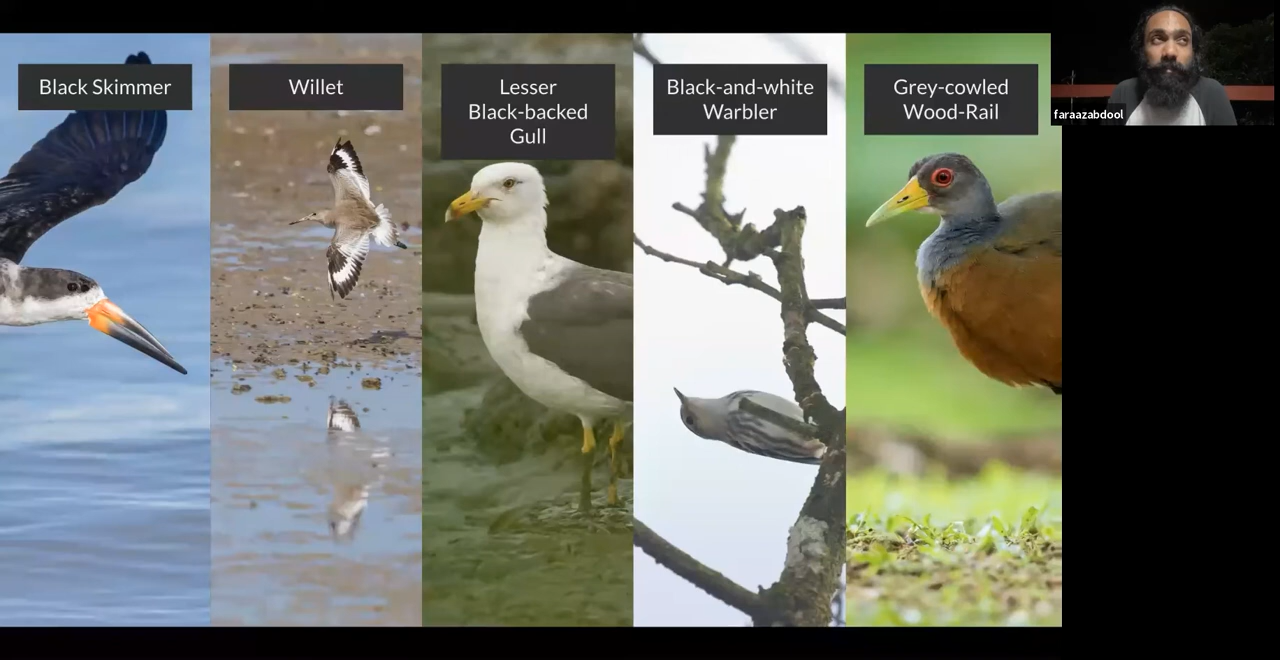 Black Skimmer
Willet
Lesser
Black-backed
Gull
Black-and-white
Warbler
Grey-cowled
Wood-Rail
faraazabdool